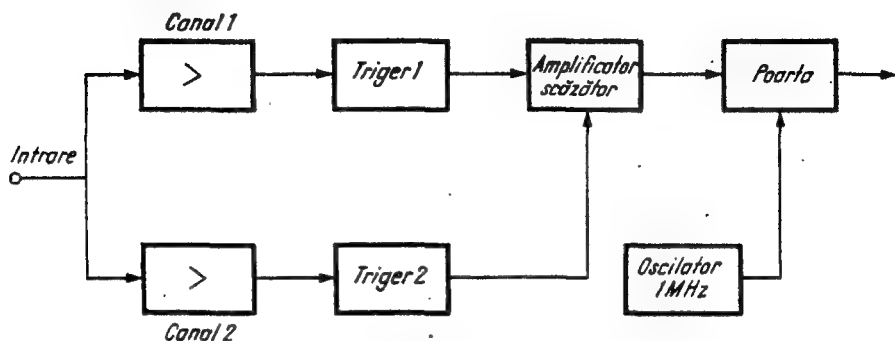 Canal 1
>
Triger 1
Amplificator
scăzător
Poarta
Intrare
>
Triger 2
Oscilator
1MHz
Canal 2